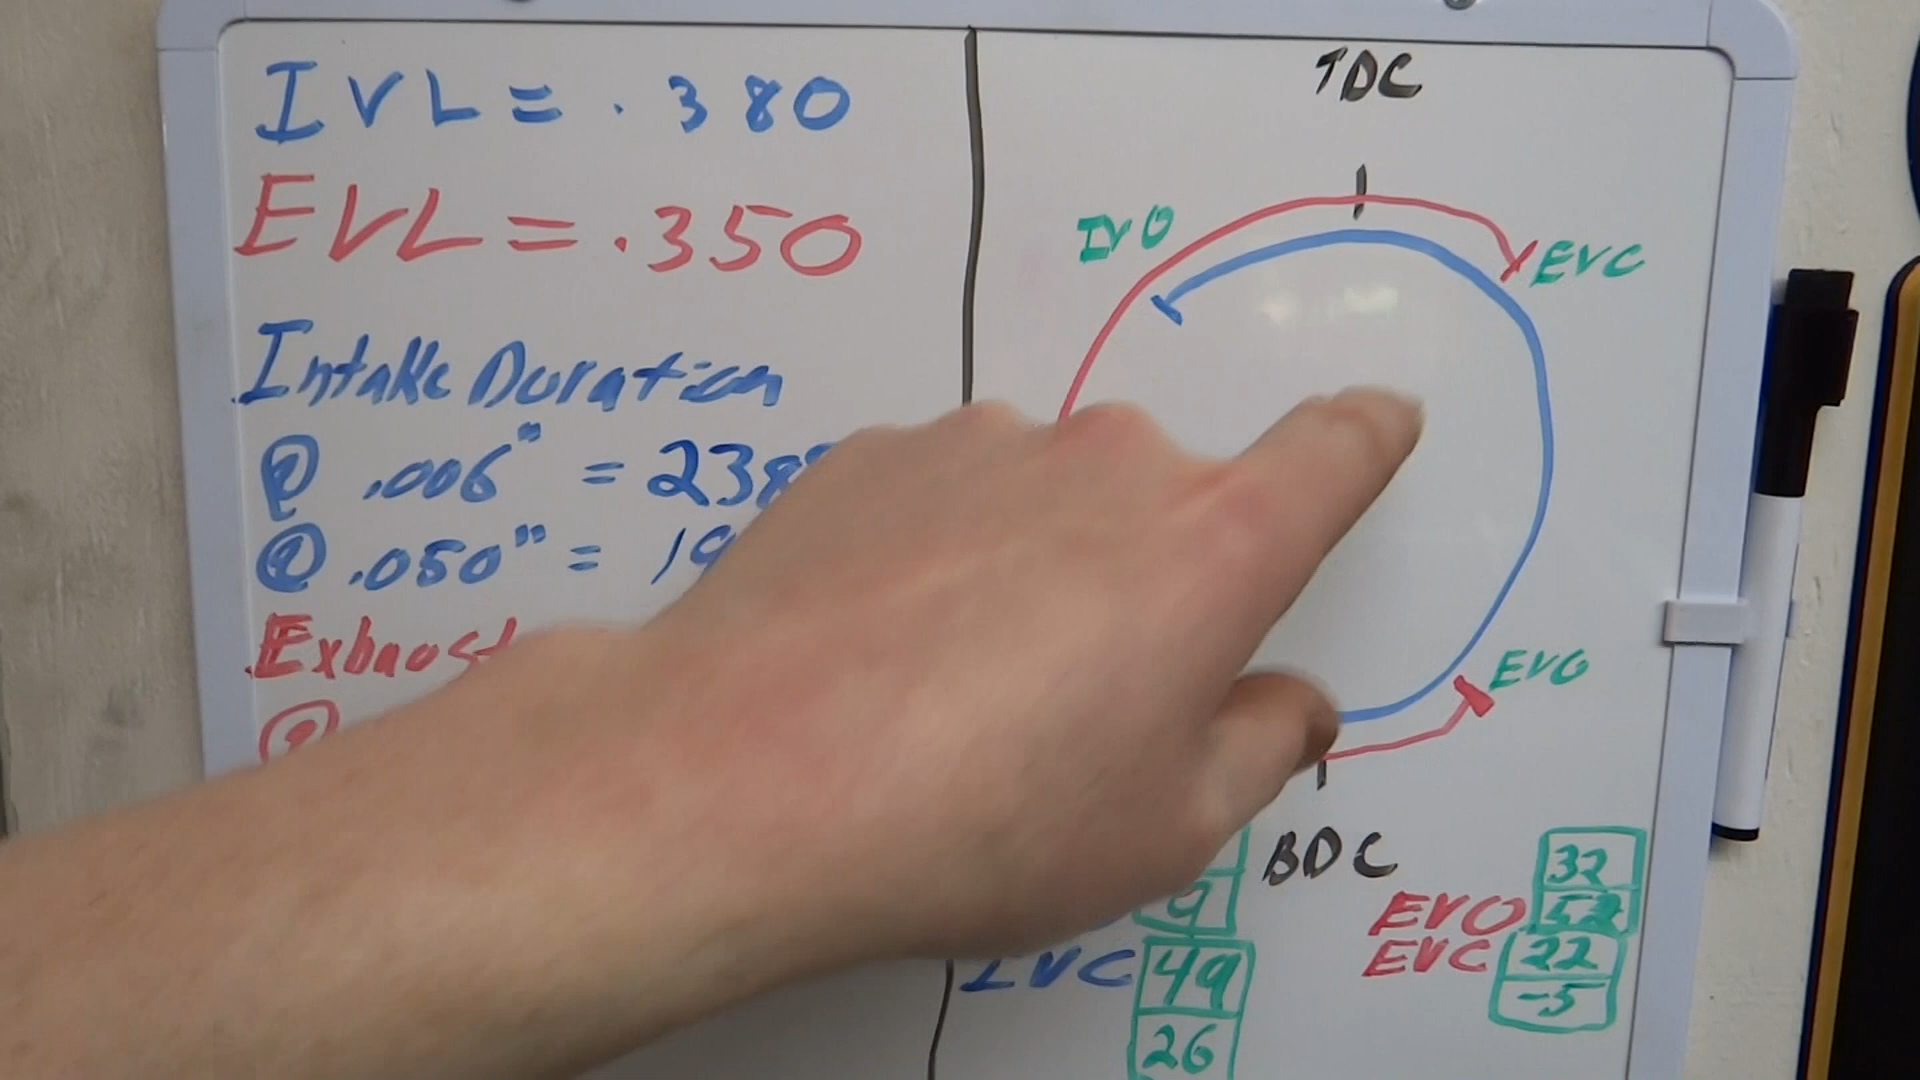 IVL = .380
EVL = .350
Intake Duration
@ .006" = 238
@ .050" = 19
Exhaust
@
TDC
IVO
EVC
EVO
BDC
9
IVC 49
26
32
EVO
EVC 22
-5